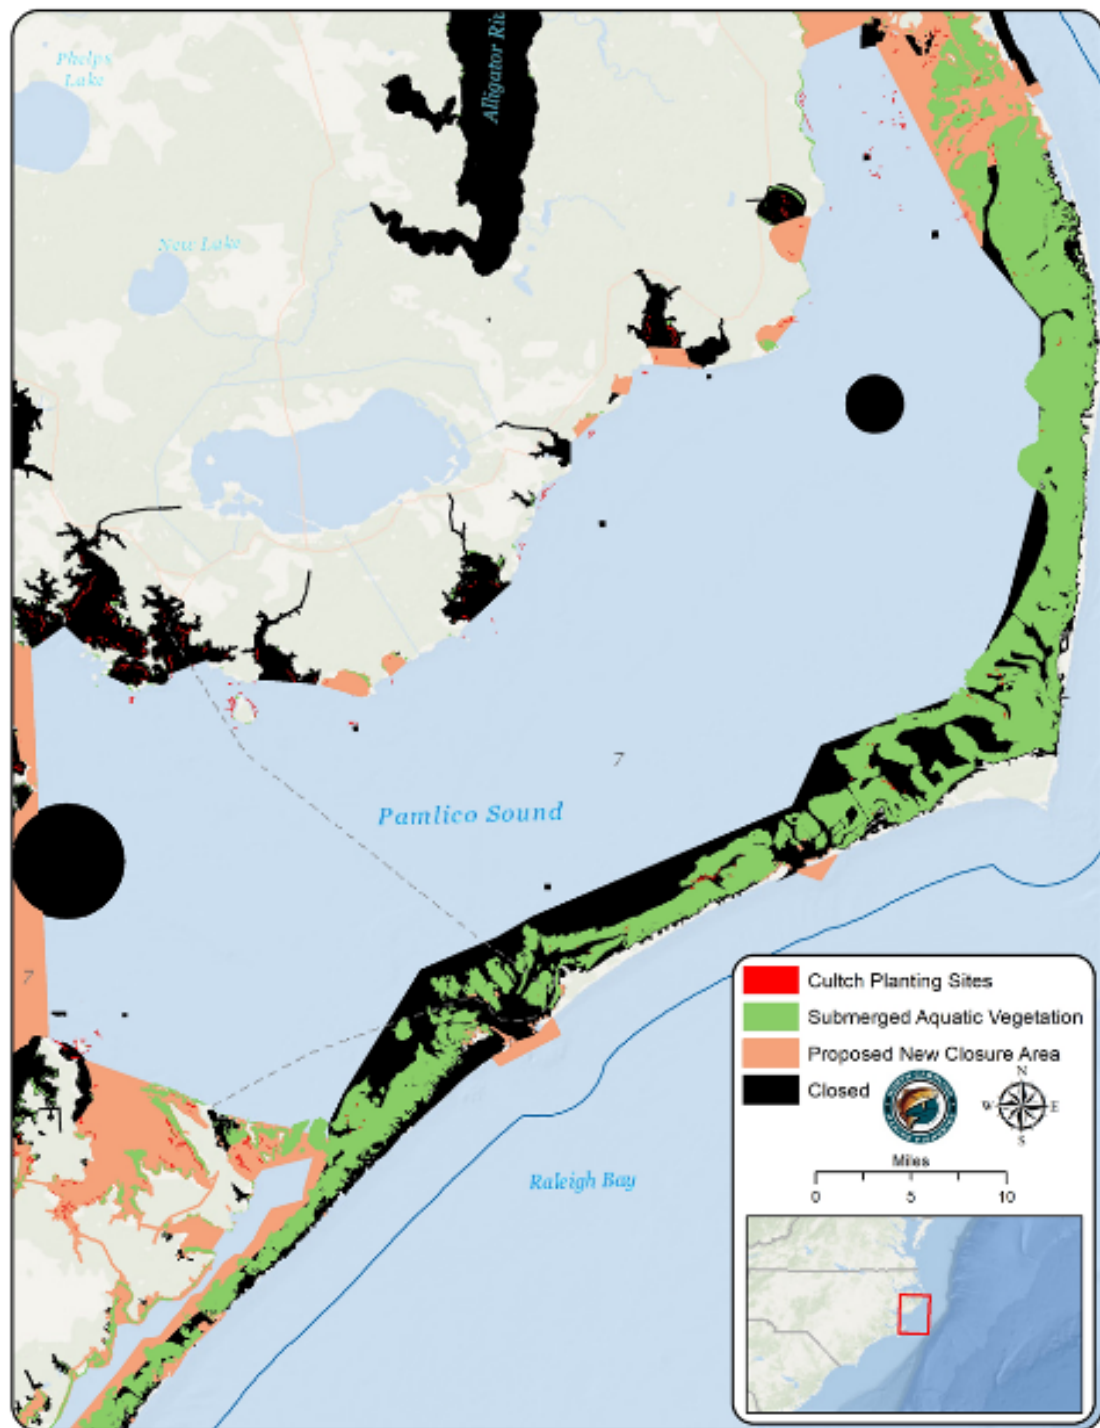 Alligator Riv
Phelps
Lake
New Lake
7
Pamlico Sound
7
Raleigh Bay
Cultch Planting Sites
Submerged Aquatic Vegetation
Proposed New Closure Area
Closed
N
W E
S
Miles
0 5 10